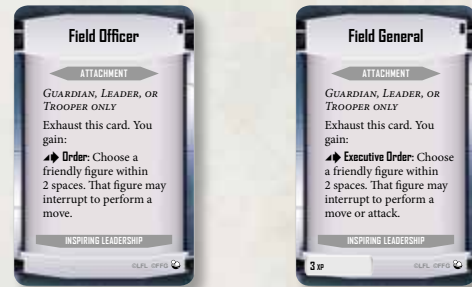 Field Officer
ATTACHMENT
GUARDIAN, LEADER, OR
TROOPER ONLY
Exhaust this card. You
gain:
Order: Choose a
friendly figure within
2 spaces. That figure may
interrupt to perform a
move.
INSPIRING LEADERSHIP
©LFL ©FFG
Field General
ATTACHMENT
GUARDIAN, LEADER, OR
TROOPER ONLY
Exhaust this card. You
gain:
Executive Order: Choose
a friendly figure within
2 spaces. That figure may
interrupt to perform a
move or attack.
INSPIRING LEADERSHIP
3 XP
©LFL ©FFG